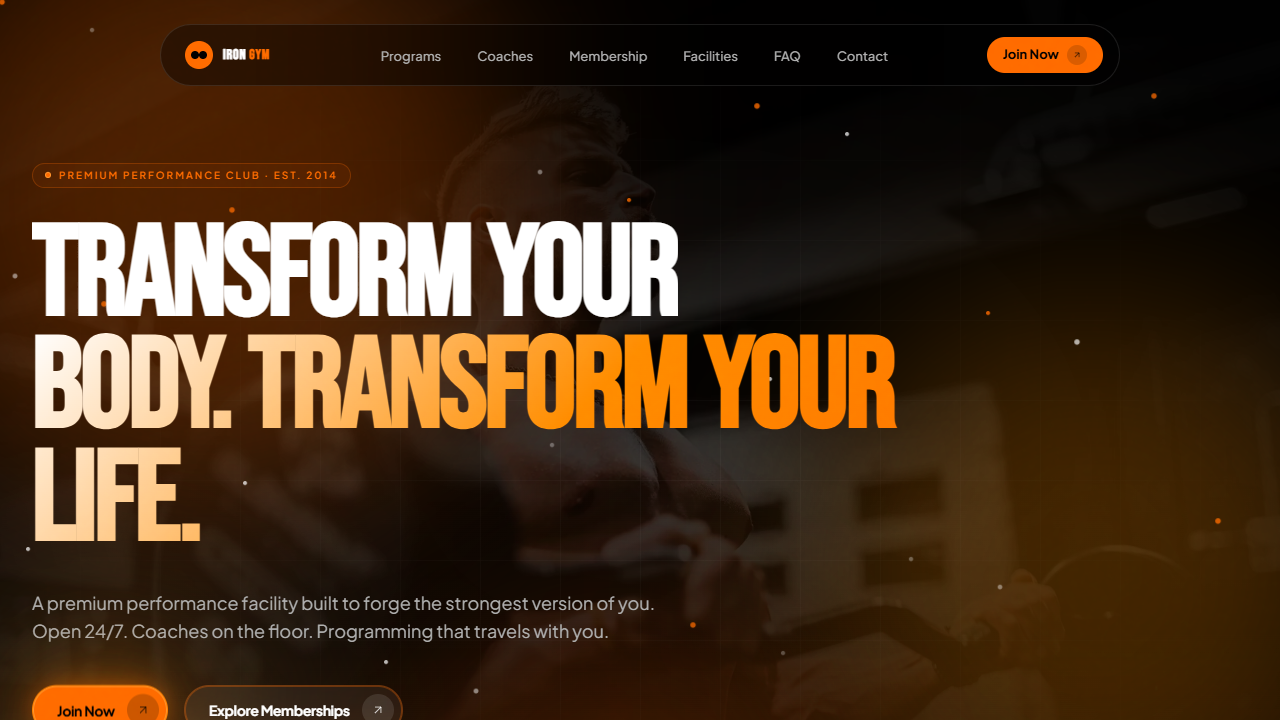 IRON GYM
Programs
Coaches
Membership
Facilities
FAQ
Contact
Join Now
PREMIUM PERFORMANCE CLUB · EST. 2014
TRANSFORM YOUR
BODY. TRANSFORM YOUR
LIFE.
A premium performance facility built to forge the strongest version of you.
Open 24/7. Coaches on the floor. Programming that travels with you.
Join Now
Explore Memberships